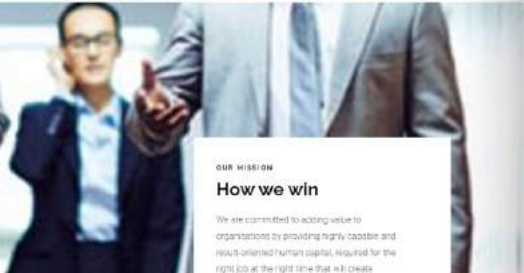 OUR MISSION
How we win
We are committed to adding value to
organisations by providing highly capable and
result-oriented human capital, required for the
right job at the right time that will create